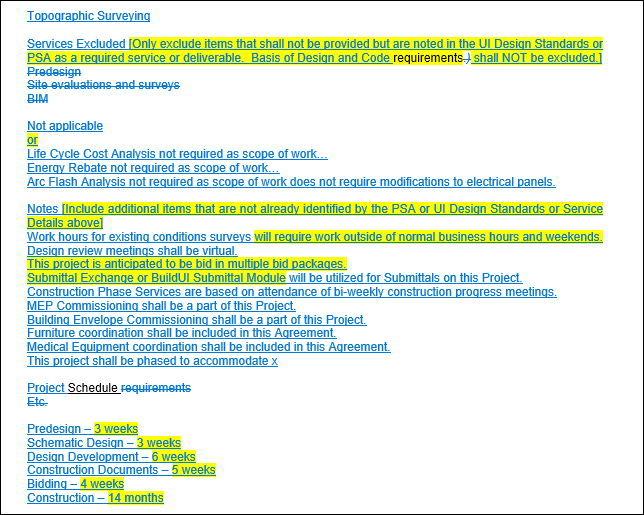 Topographic Surveying
Services Excluded [Only exclude items that shall not be provided but are noted in the UI Design Standards or
PSA as a required service or deliverable.  Basis of Design and Code requirements.) shall NOT be excluded.]
Predesign
Site evaluations and surveys
BIM
Not applicable
or
Life Cycle Cost Analysis not required as scope of work…
Energy Rebate not required as scope of work…
Arc Flash Analysis not required as scope of work does not require modifications to electrical panels.
Notes [Include additional items that are not already identified by the PSA or UI Design Standards or Service
Details above]
Work hours for existing conditions surveys will require work outside of normal business hours and weekends.
Design review meetings shall be virtual.
This project is anticipated to be bid in multiple bid packages.
Submittal Exchange or BuildUI Submittal Module will be utilized for Submittals on this Project.
Construction Phase Services are based on attendance of bi-weekly construction progress meetings.
MEP Commissioning shall be a part of this Project.
Building Envelope Commissioning shall be a part of this Project.
Furniture coordination shall be included in this Agreement.
Medical Equipment coordination shall be included in this Agreement.
This project shall be phased to accommodate x
Project Schedule requirements
Etc.
Predesign – 3 weeks
Schematic Design – 3 weeks
Design Development – 6 weeks
Construction Documents – 5 weeks
Bidding – 4 weeks
Construction – 14 months